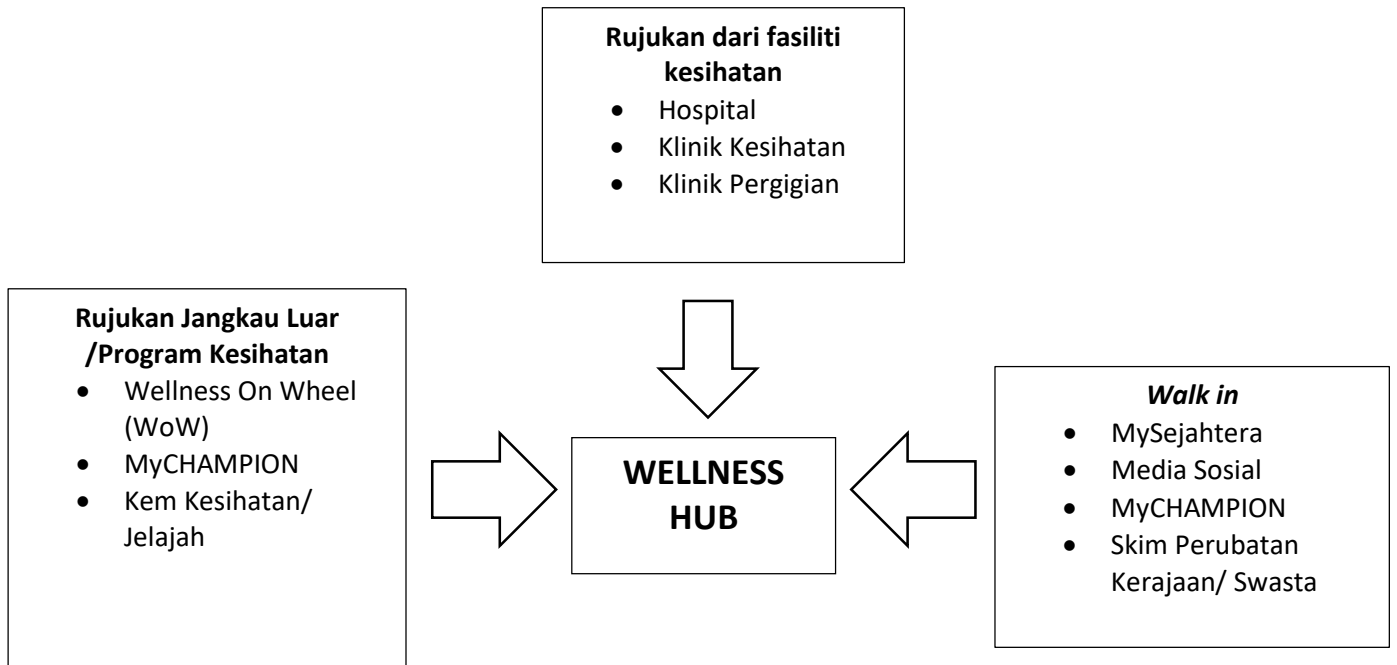 Rujukan dari fasiliti
kesihatan
• Hospital
• Klinik Kesihatan
• Klinik Pergigian
Rujukan Jangkau Luar
/Program Kesihatan
• Wellness On Wheel
(WoW)
• MyCHAMPION
• Kem Kesihatan/
Jelajah
WELLNESS
HUB
Walk in
• MySejahtera
• Media Sosial
• MyCHAMPION
• Skim Perubatan
Kerajaan/ Swasta